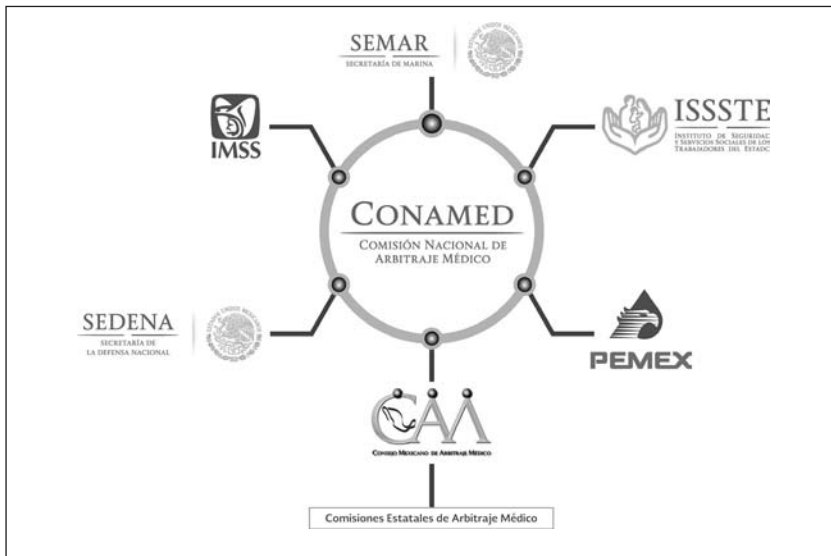 SEMAR
SECRETARÍA DE MARINA
IMSS
ISSSTE
INSTITUTO DE SEGURIDAD
Y SERVICIOS SOCIALES DE LOS
TRABAJADORES DEL ESTADO
CONAMED
COMISIÓN NACIONAL DE
ARBITRAJE MÉDICO
SEDENA
SECRETARÍA DE
LA DEFENSA NACIONAL
PEMEX
CAM
CONSEJO MEXICANO DE ARBITRAJE MÉDICO
Comisiones Estatales de Arbitraje Médico